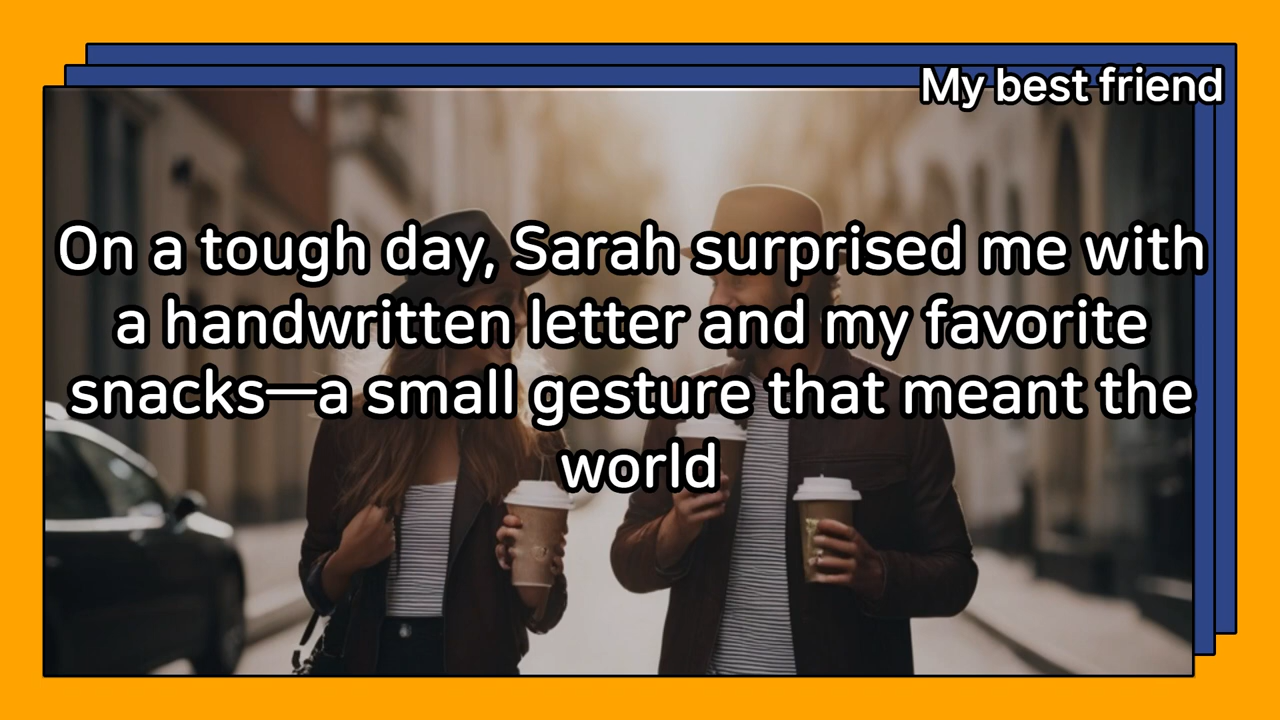 My best friend
On a tough day, Sarah surprised me with
a handwritten letter and my favorite
snacks—a small gesture that meant the
world